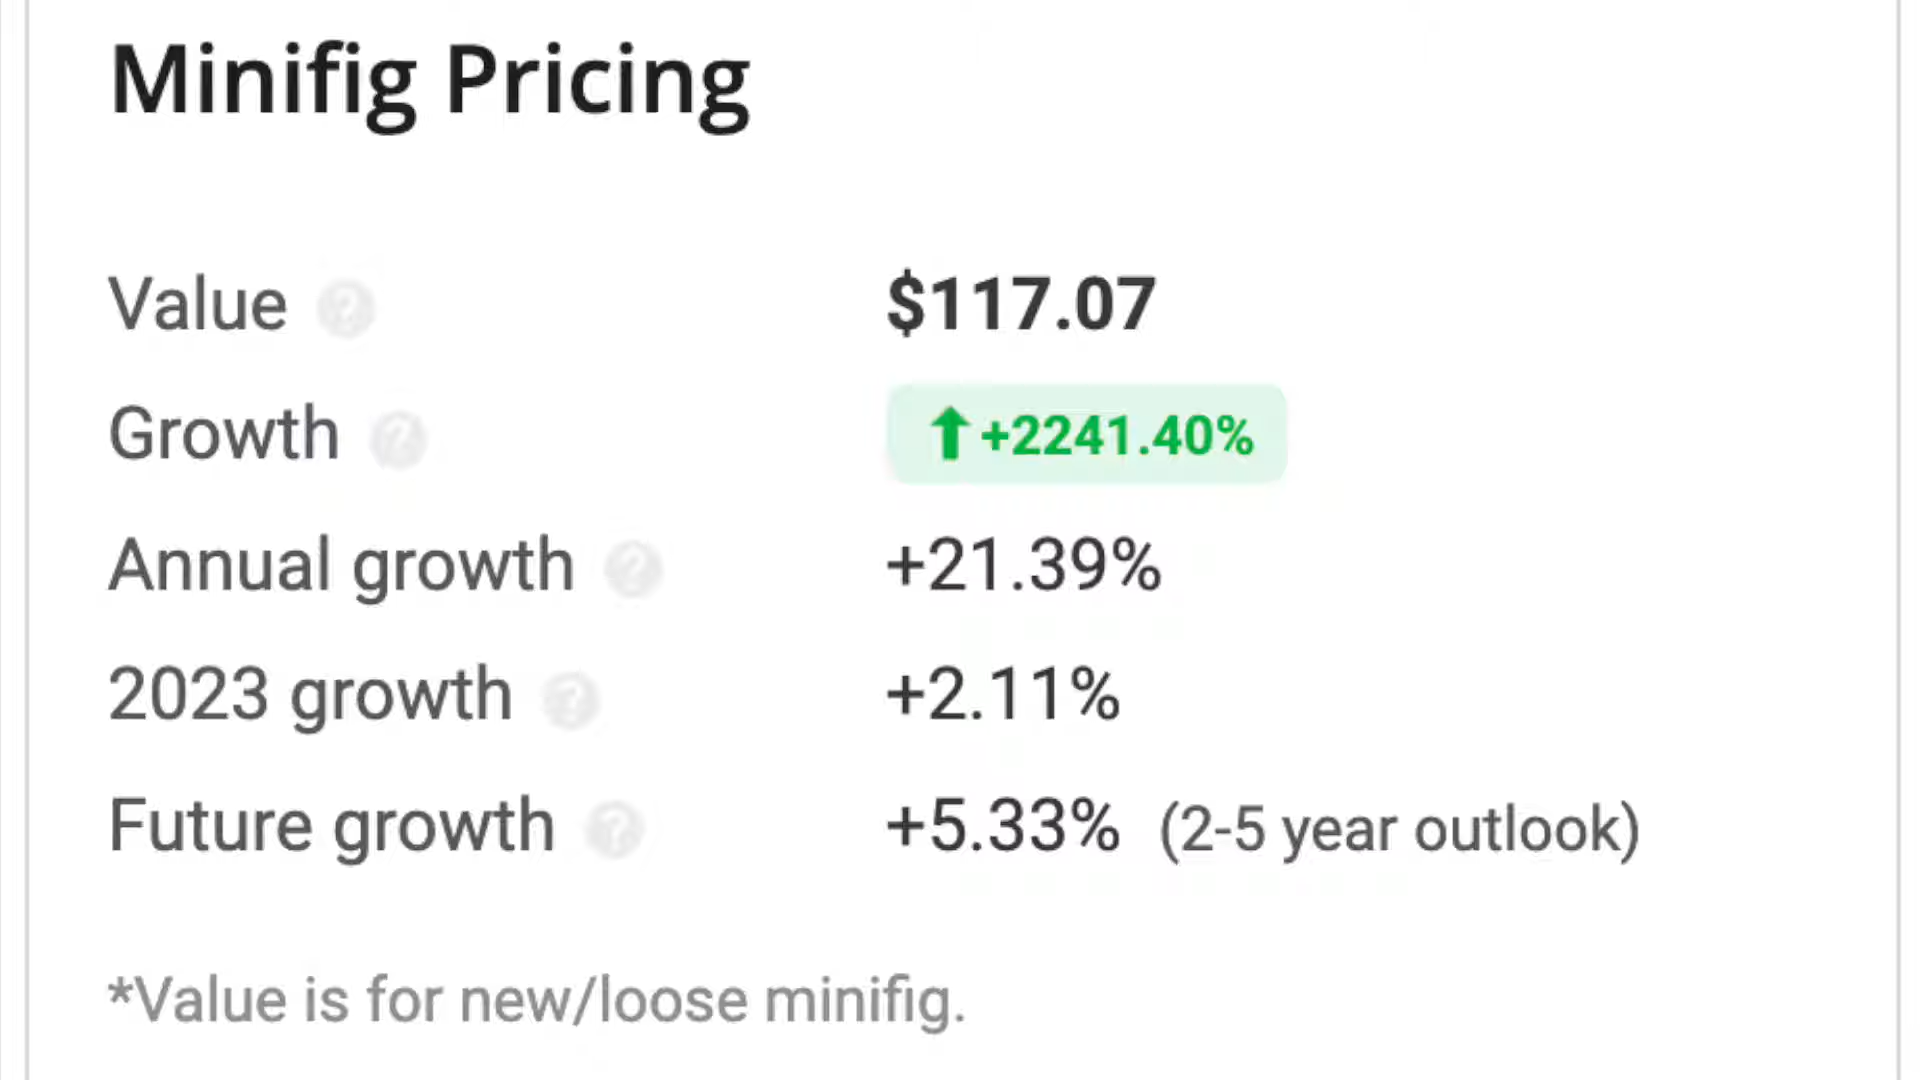 Minifig Pricing
Value $117.07
Growth +2241.40%
Annual growth +21.39%
2023 growth +2.11%
Future growth +5.33% (2-5 year outlook)
*Value is for new/loose minifig.